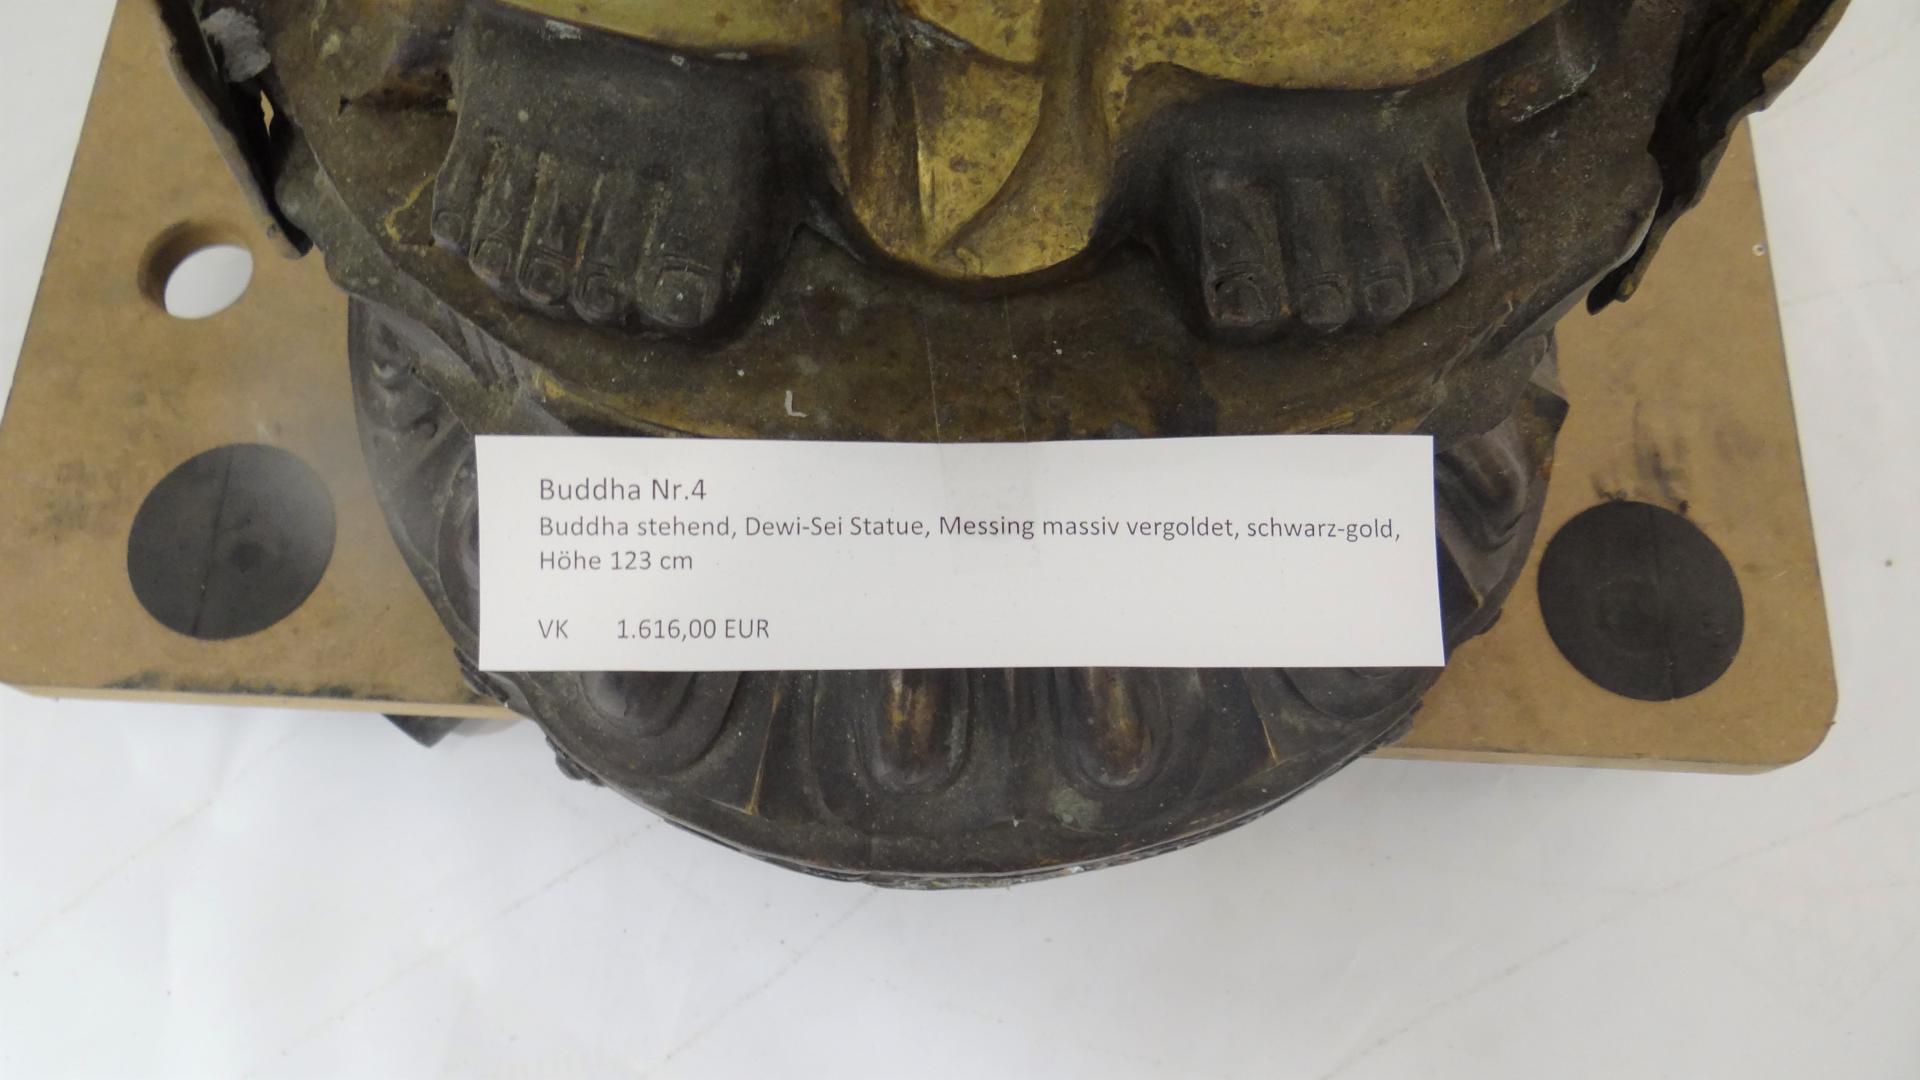 Buddha Nr.4
Buddha stehend, Dewi-Sei Statue, Messing massiv vergoldet, schwarz-gold,
Höhe 123 cm
VK 1.616,00 EUR